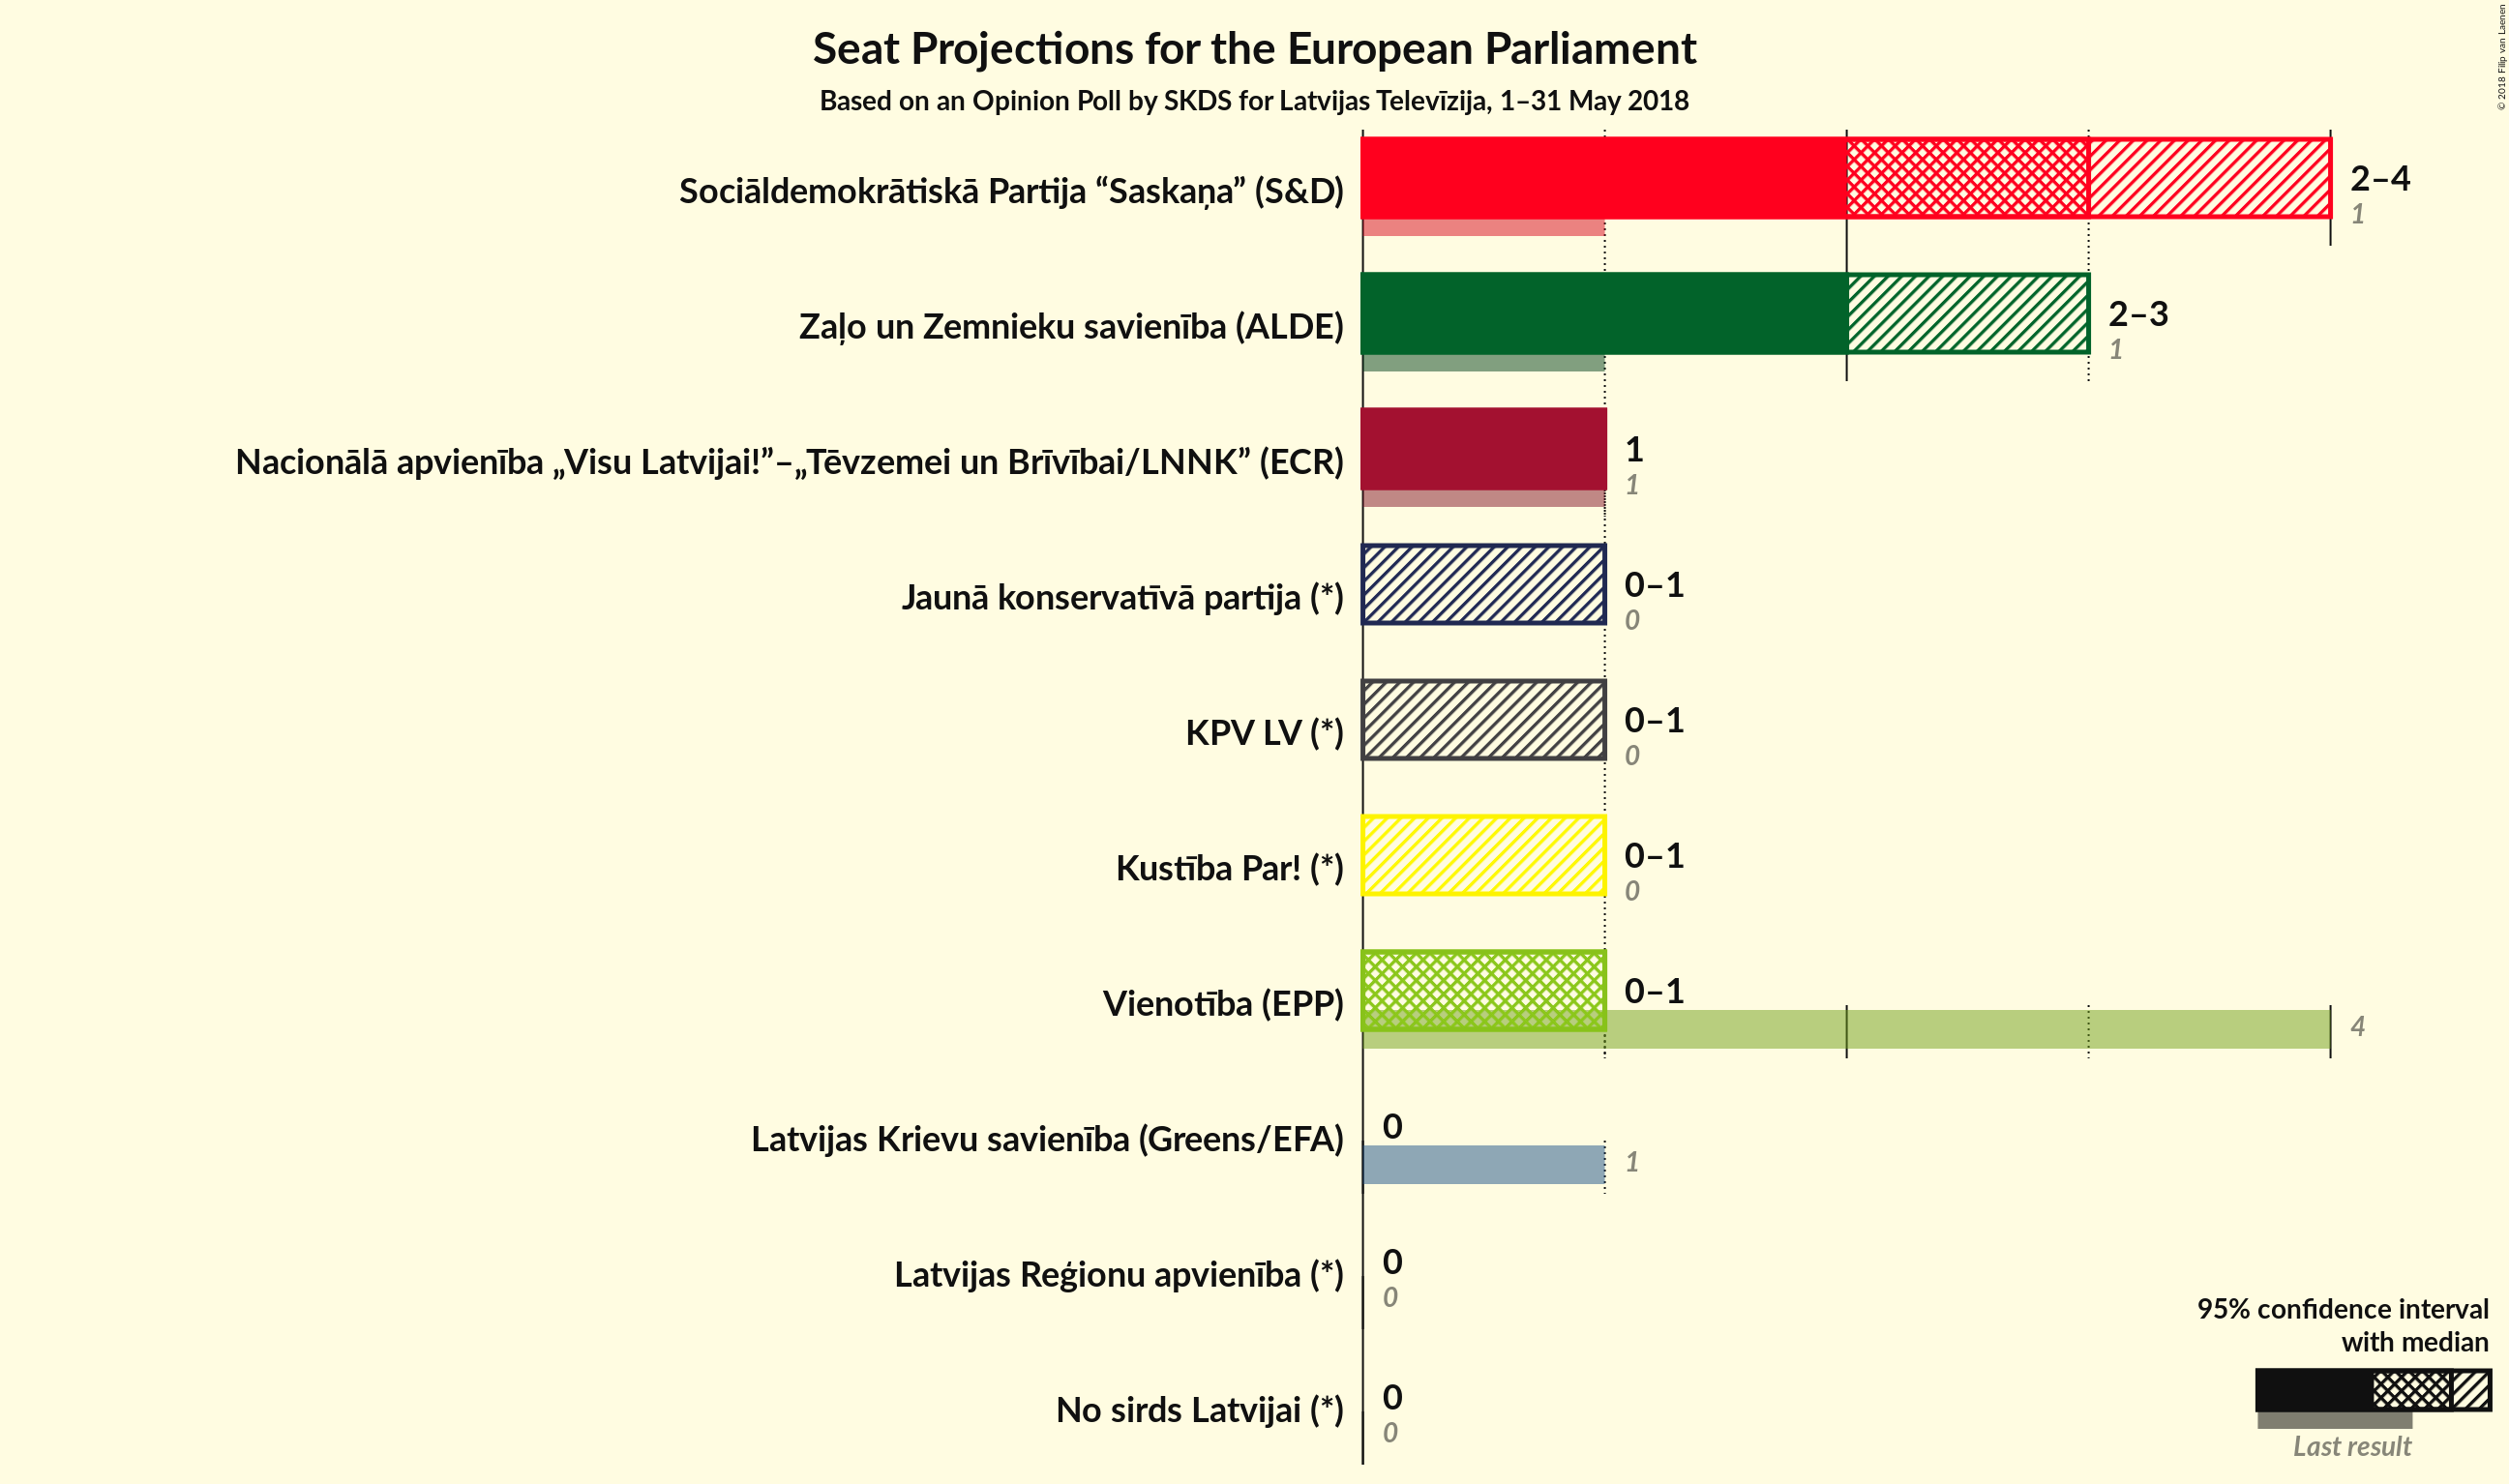 Seat Projections for the European Parliament
Based on an Opinion Poll by SKDS for Latvijas Televīzija, 1–31 May 2018
© 2018 Filip van Laenen
Sociāldemokrātiskā Partija “Saskaņa” (S&D)
2–4
1
Zaļo un Zemnieku savienība (ALDE)
2–3
1
Nacionālā apvienība „Visu Latvijai!”–„Tēvzemei un Brīvībai/LNNK” (ECR)
1
1
Jaunā konservatīvā partija (*)
0–1
0
KPV LV (*)
0–1
0
Kustība Par! (*)
0–1
0
Vienotība (EPP)
0–1
4
Latvijas Krievu savienība (Greens/EFA)
0
1
Latvijas Reģionu apvienība (*)
0
0
No sirds Latvijai (*)
0
0
95% confidence interval
with median
Last result